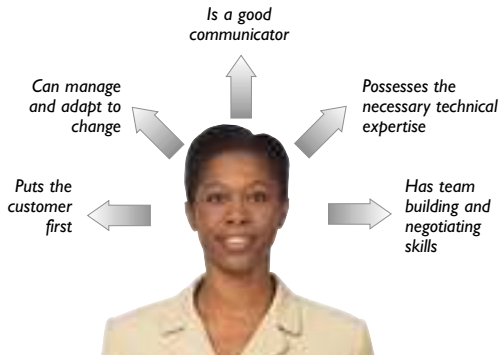 Is a good
communicator
Can manage
and adapt to
change
Possesses the
necessary technical
expertise
Puts the
customer
first
Has team
building and
negotiating
skills